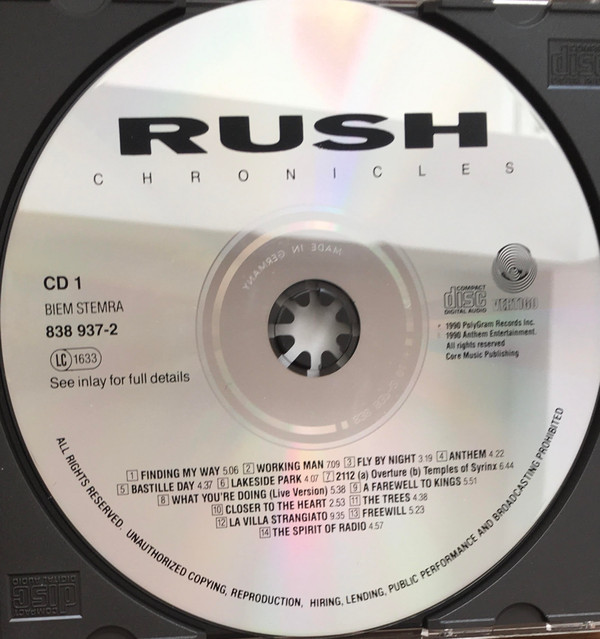 RUSH
CHRONICLES
MADE IN GERMANY
CD 1
BIEM STEMRA
838 937-2
LC 1633
See inlay for full details
COMPACT
disc
DIGITAL AUDIO
VERTIGO
1990 PolyGram Records Inc.
1990 Anthem Entertainment.
All rights reserved
Core Music Publishing
1 FINDING MY WAY 5.06 2 WORKING MAN 7.09 3 FLY BY NIGHT 3.19 4 ANTHEM 4.22
5 BASTILLE DAY 4.37 6 LAKESIDE PARK 4.07 7 2112 (a) Overture (b) Temples of Syrinx 6.44
8 WHAT YOU'RE DOING (Live Version) 5.38 9 A FAREWELL TO KINGS 5.51
10 CLOSER TO THE HEART 2.53 11 THE TREES 4.38
12 LA VILLA STRANGIATO 9.35 13 FREEWILL 5.23
14 THE SPIRIT OF RADIO 4.57
ALL RIGHTS RESERVED. UNAUTHORIZED COPYING, REPRODUCTION, HIRING, LENDING, PUBLIC PERFORMANCE AND BROADCASTING PROHIBITED
COMPACT
disc
DIGITAL AUDIO